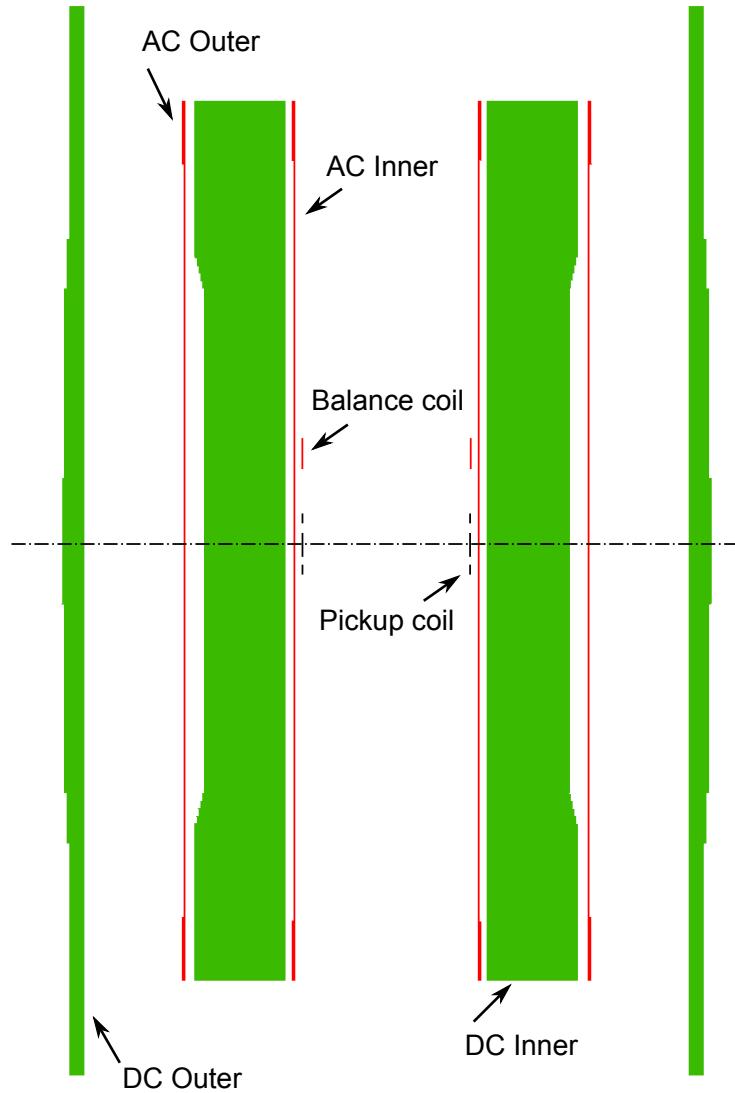 AC Outer
AC Inner
Balance coil
Pickup coil
DC Inner
DC Outer